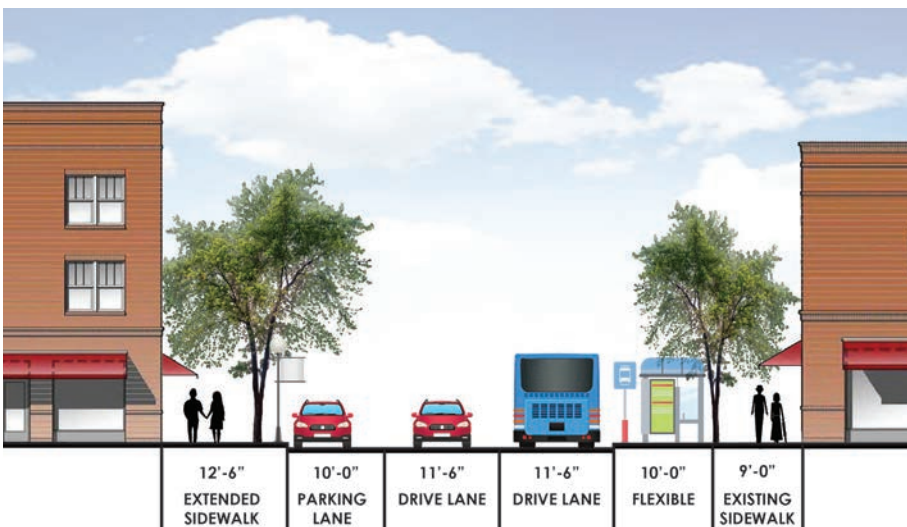 12'-6"
EXTENDED
SIDEWALK
10'-0"
PARKING
LANE
11'-6"
DRIVE LANE
11'-6"
DRIVE LANE
10'-0"
FLEXIBLE
9'-0"
EXISTING
SIDEWALK